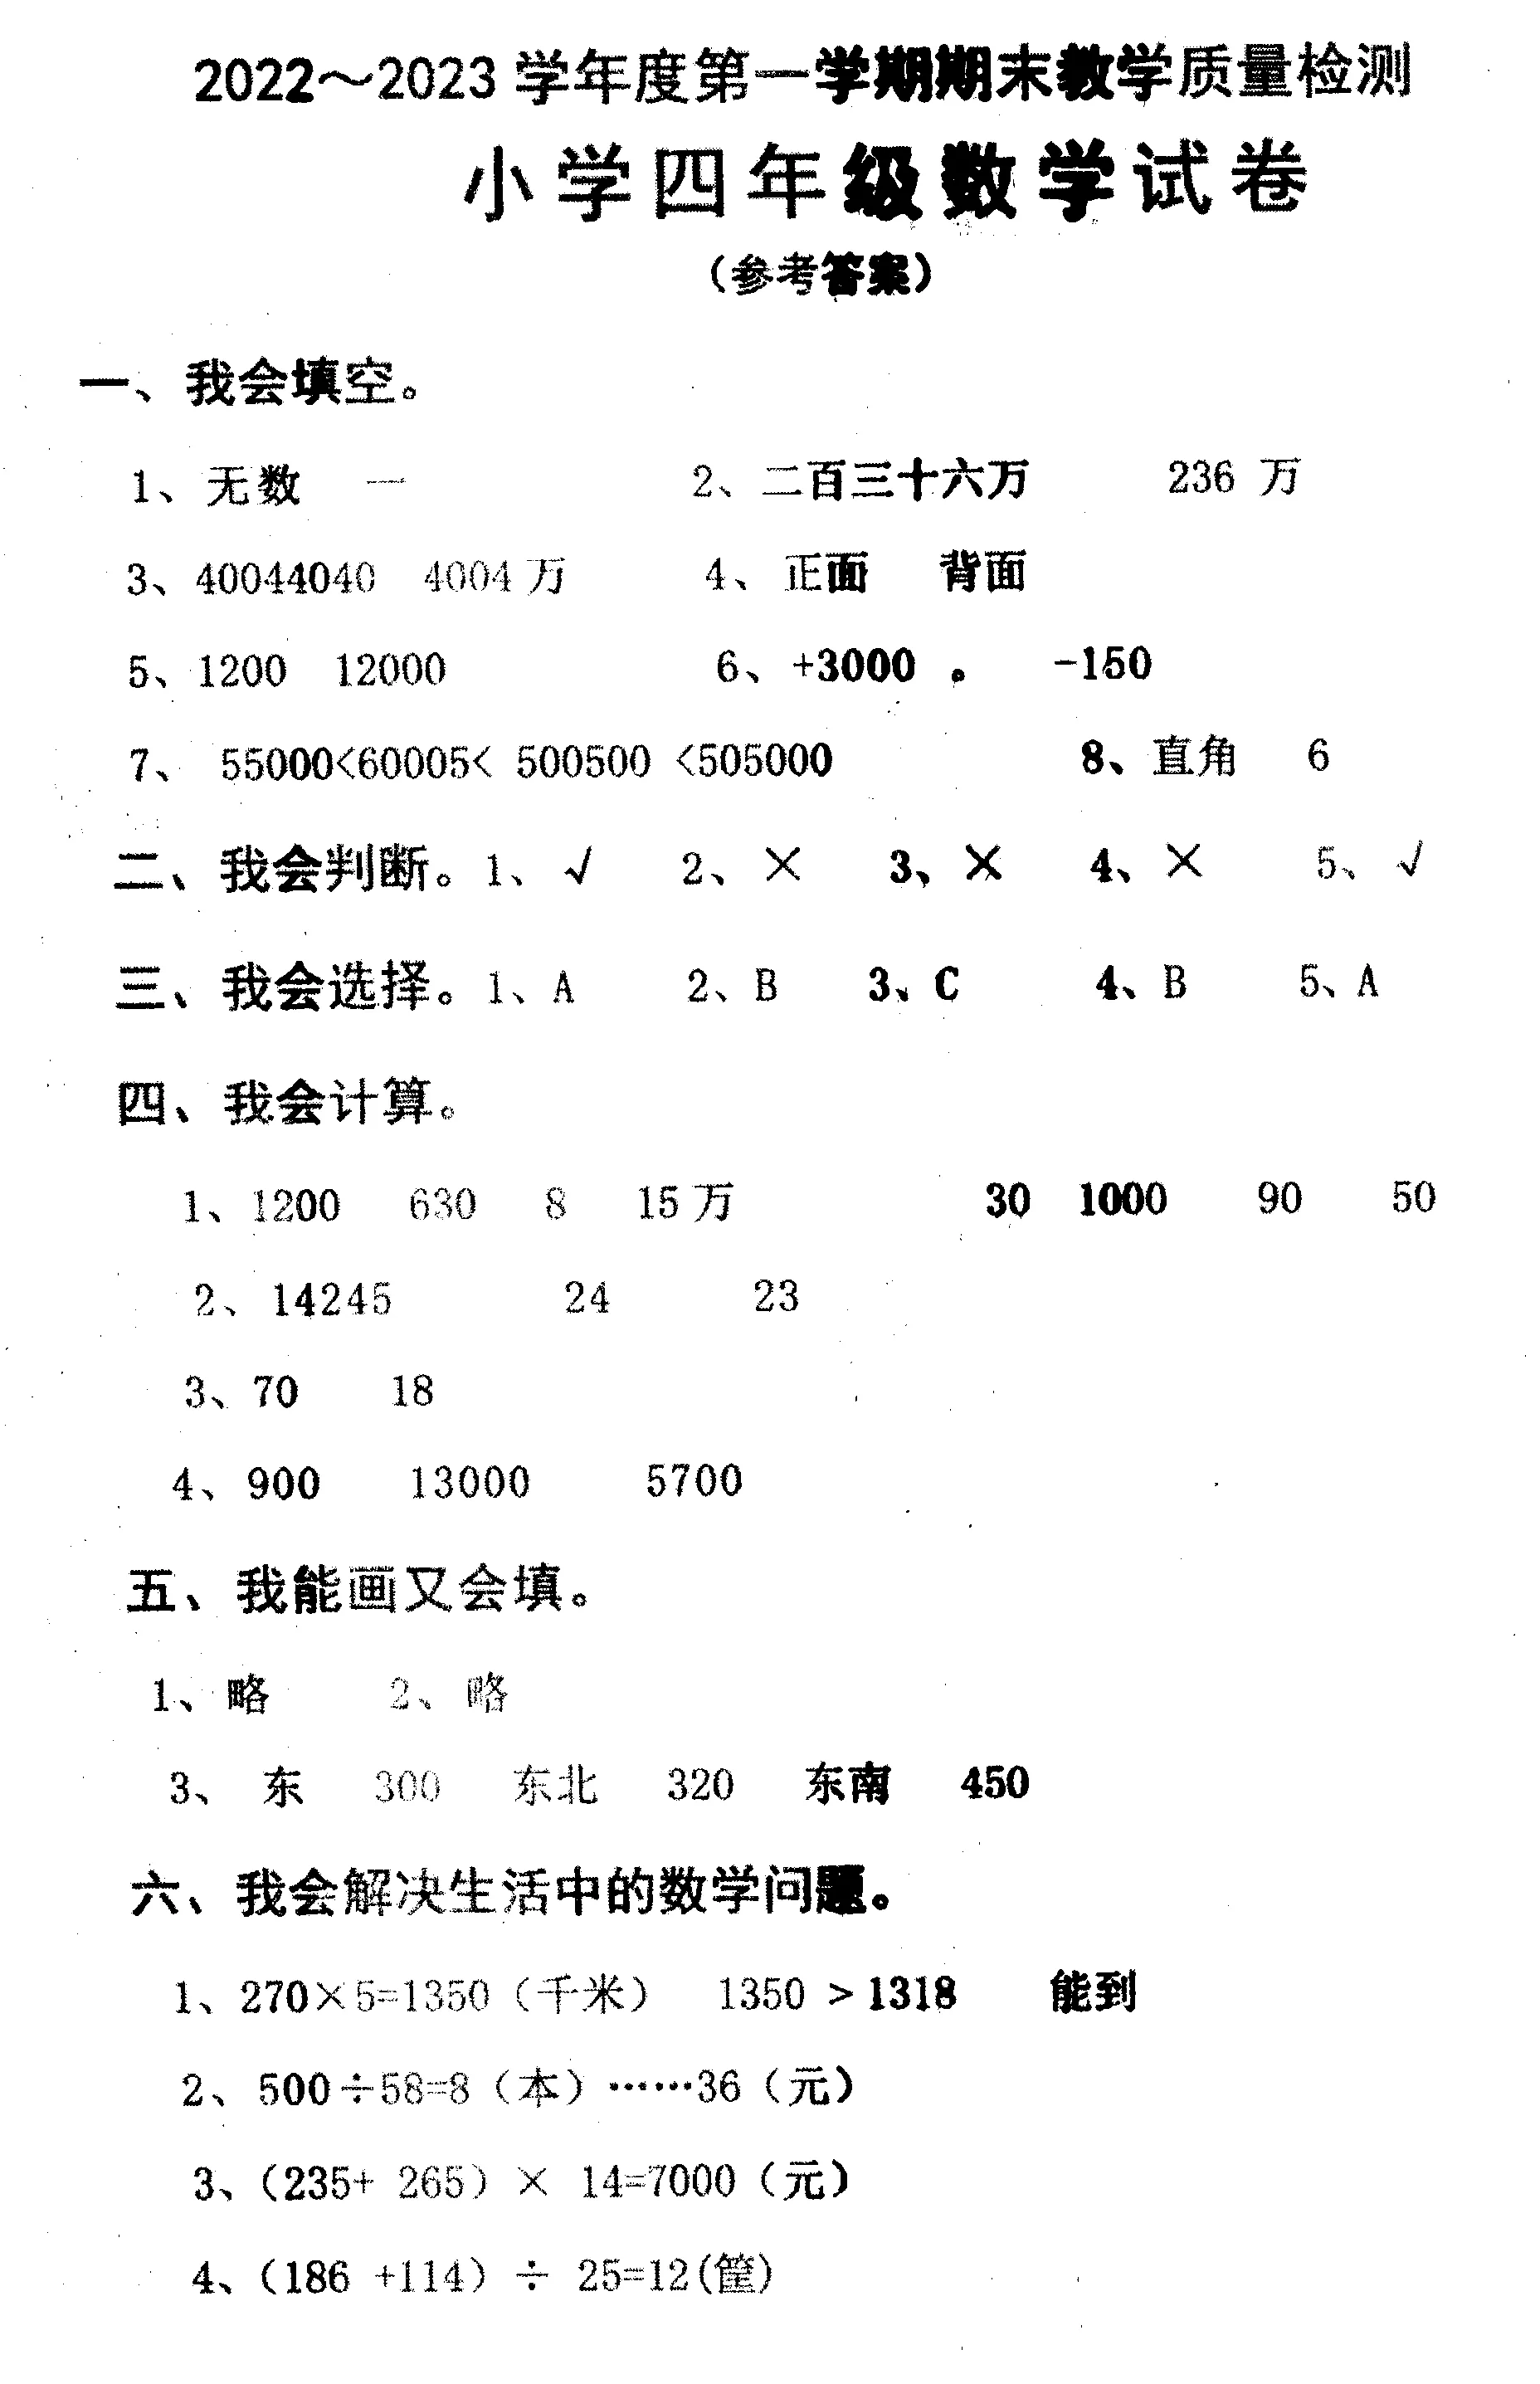 2022～2023 学年度第一学期期末教学质量检测
小学四年级数学试卷
（参考答案）
一、我会填空。
1、无数 一 2、二百三十六万 236 万
3、40044040 4004 万 4、正面 背面
5、1200 12000 6、+3000 。 -150
7、 55000<60005< 500500 <505000 8、直角 6
二、我会判断。1、√ 2、× 3、× 4、× 5、√
三、我会选择。1、A 2、B 3、C 4、B 5、A
四、我会计算。
1、1200 630 8 15 万 30 1000 90 50
2、14245 24 23
3、70 18
4、900 13000 5700
五、我能画又会填。
1、略 2、略
3、 东 300 东北 320 东南 450
六、我会解决生活中的数学问题。
1、270×5=1350（千米） 1350 > 1318 能到
2、500÷58=8（本）……36（元）
3、（235+ 265）× 14=7000（元）
4、（186 +114）÷ 25=12(筐)